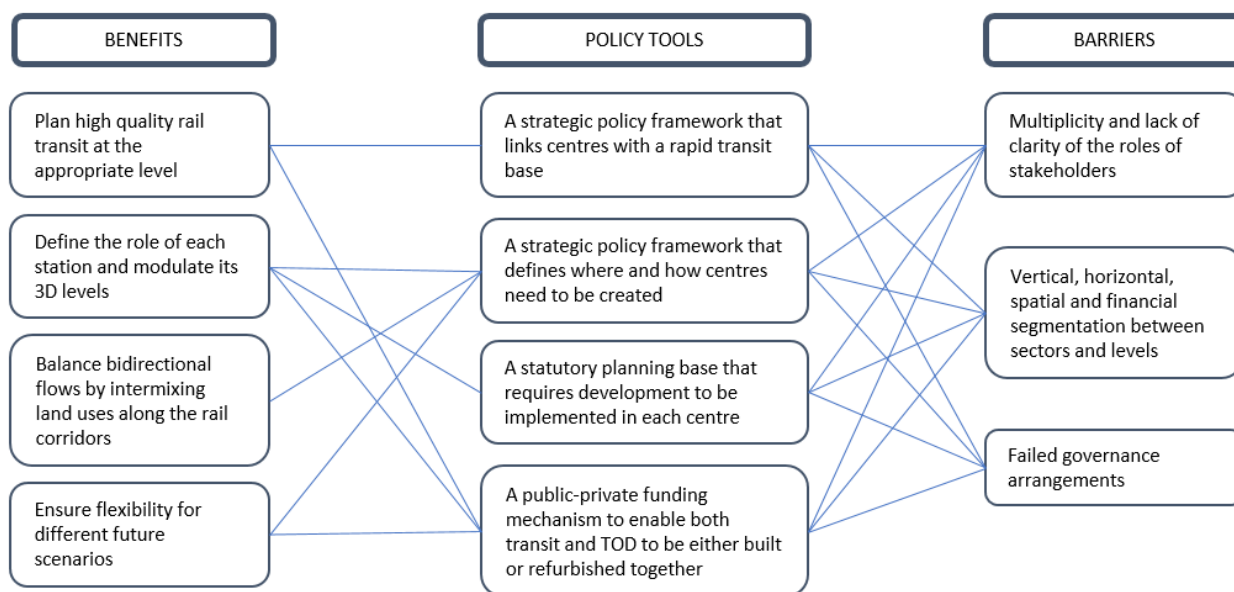 BENEFITS
POLICY TOOLS
BARRIERS
Plan high quality rail
transit at the
appropriate level
Define the role of each
station and modulate its
3D levels
Balance bidirectional
flows by intermixing
land uses along the rail
corridors
Ensure flexibility for
different future
scenarios
A strategic policy framework that
links centres with a rapid transit
base
A strategic policy framework that
defines where and how centres
need to be created
A statutory planning base that
requires development to be
implemented in each centre
A public-private funding
mechanism to enable both
transit and TOD to be either built
or refurbished together
Multiplicity and lack of
clarity of the roles of
stakeholders
Vertical, horizontal,
spatial and financial
segmentation between
sectors and levels
Failed governance
arrangements